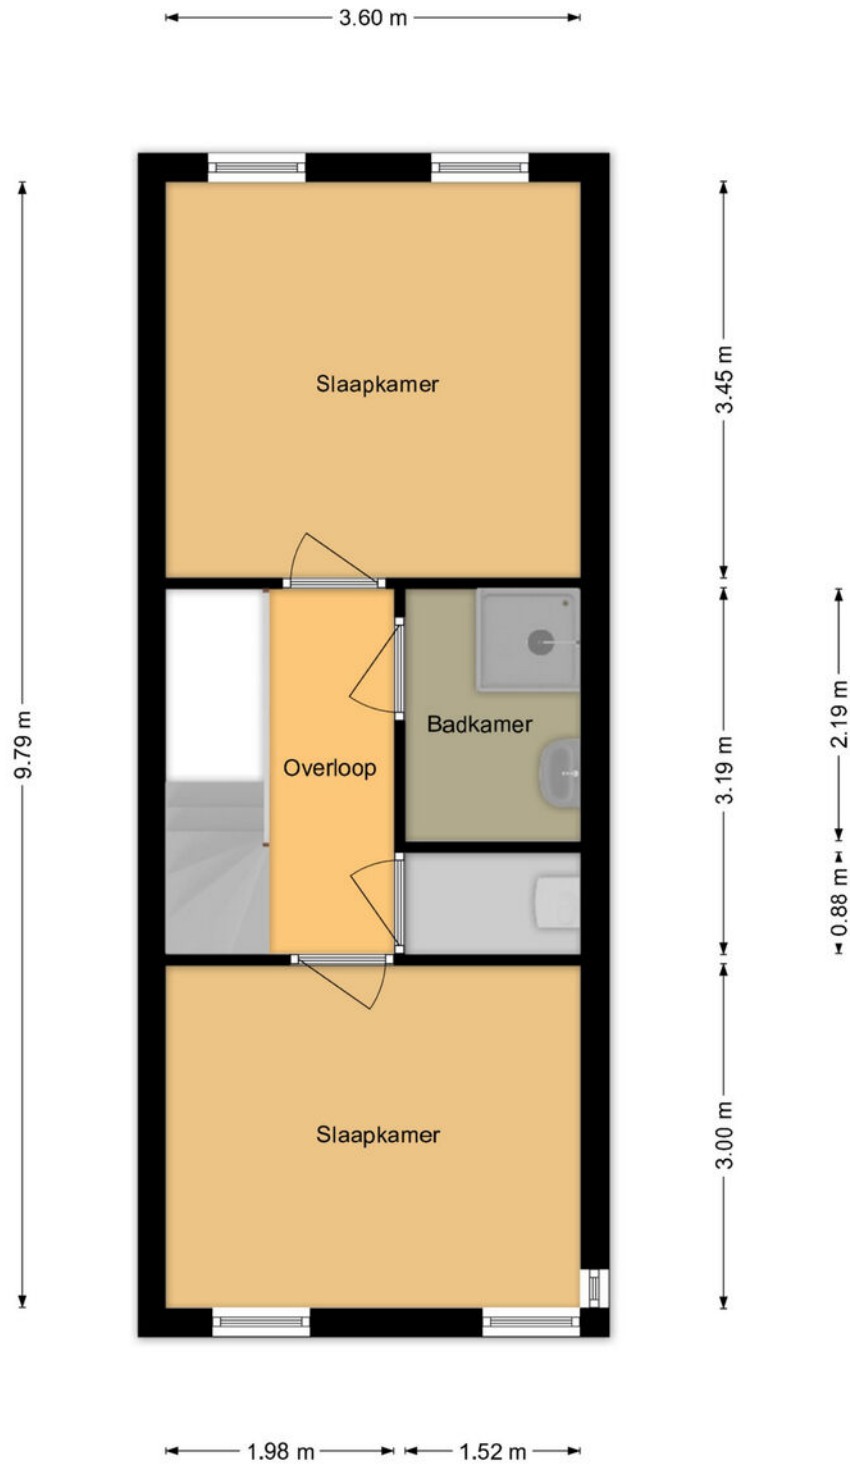 3.60 m
Slaapkamer
3.45 m
9.79 m
Badkamer
Overloop
3.19 m
2.19 m
0.88 m
Slaapkamer
3.00 m
1.98 m
1.52 m